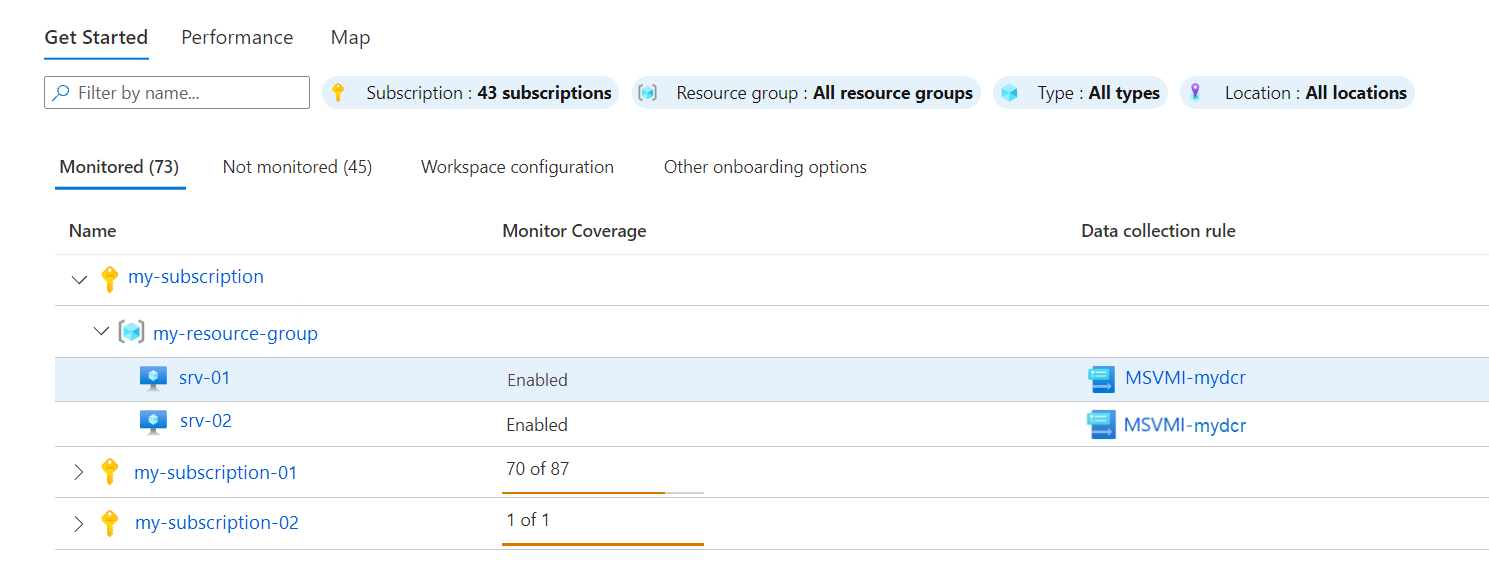 Get Started Performance Map
Filter by name... Subscription : 43 subscriptions Resource group : All resource groups Type : All types Location : All locations
Monitored (73) Not monitored (45) Workspace configuration Other onboarding options
Name Monitor Coverage Data collection rule
my-subscription
my-resource-group
srv-01 Enabled MSVMI-mydcr
srv-02 Enabled MSVMI-mydcr
my-subscription-01 70 of 87
my-subscription-02 1 of 1